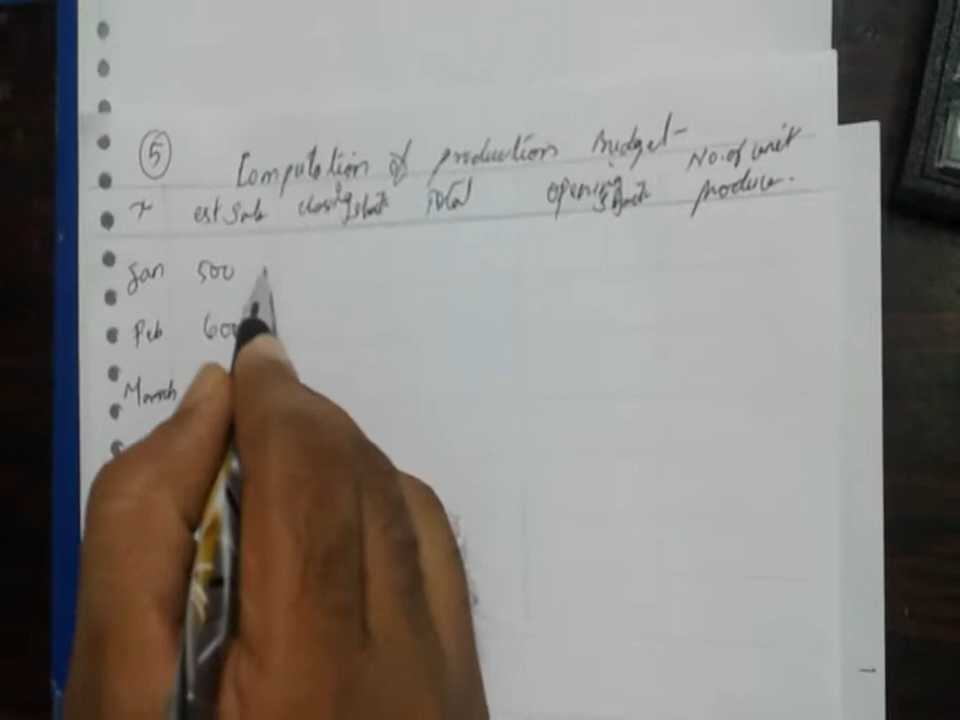 5 Computation of production Budget
est Sale closing stock Total opening stock No. of unit produce.
Jan 500
Feb 600
March